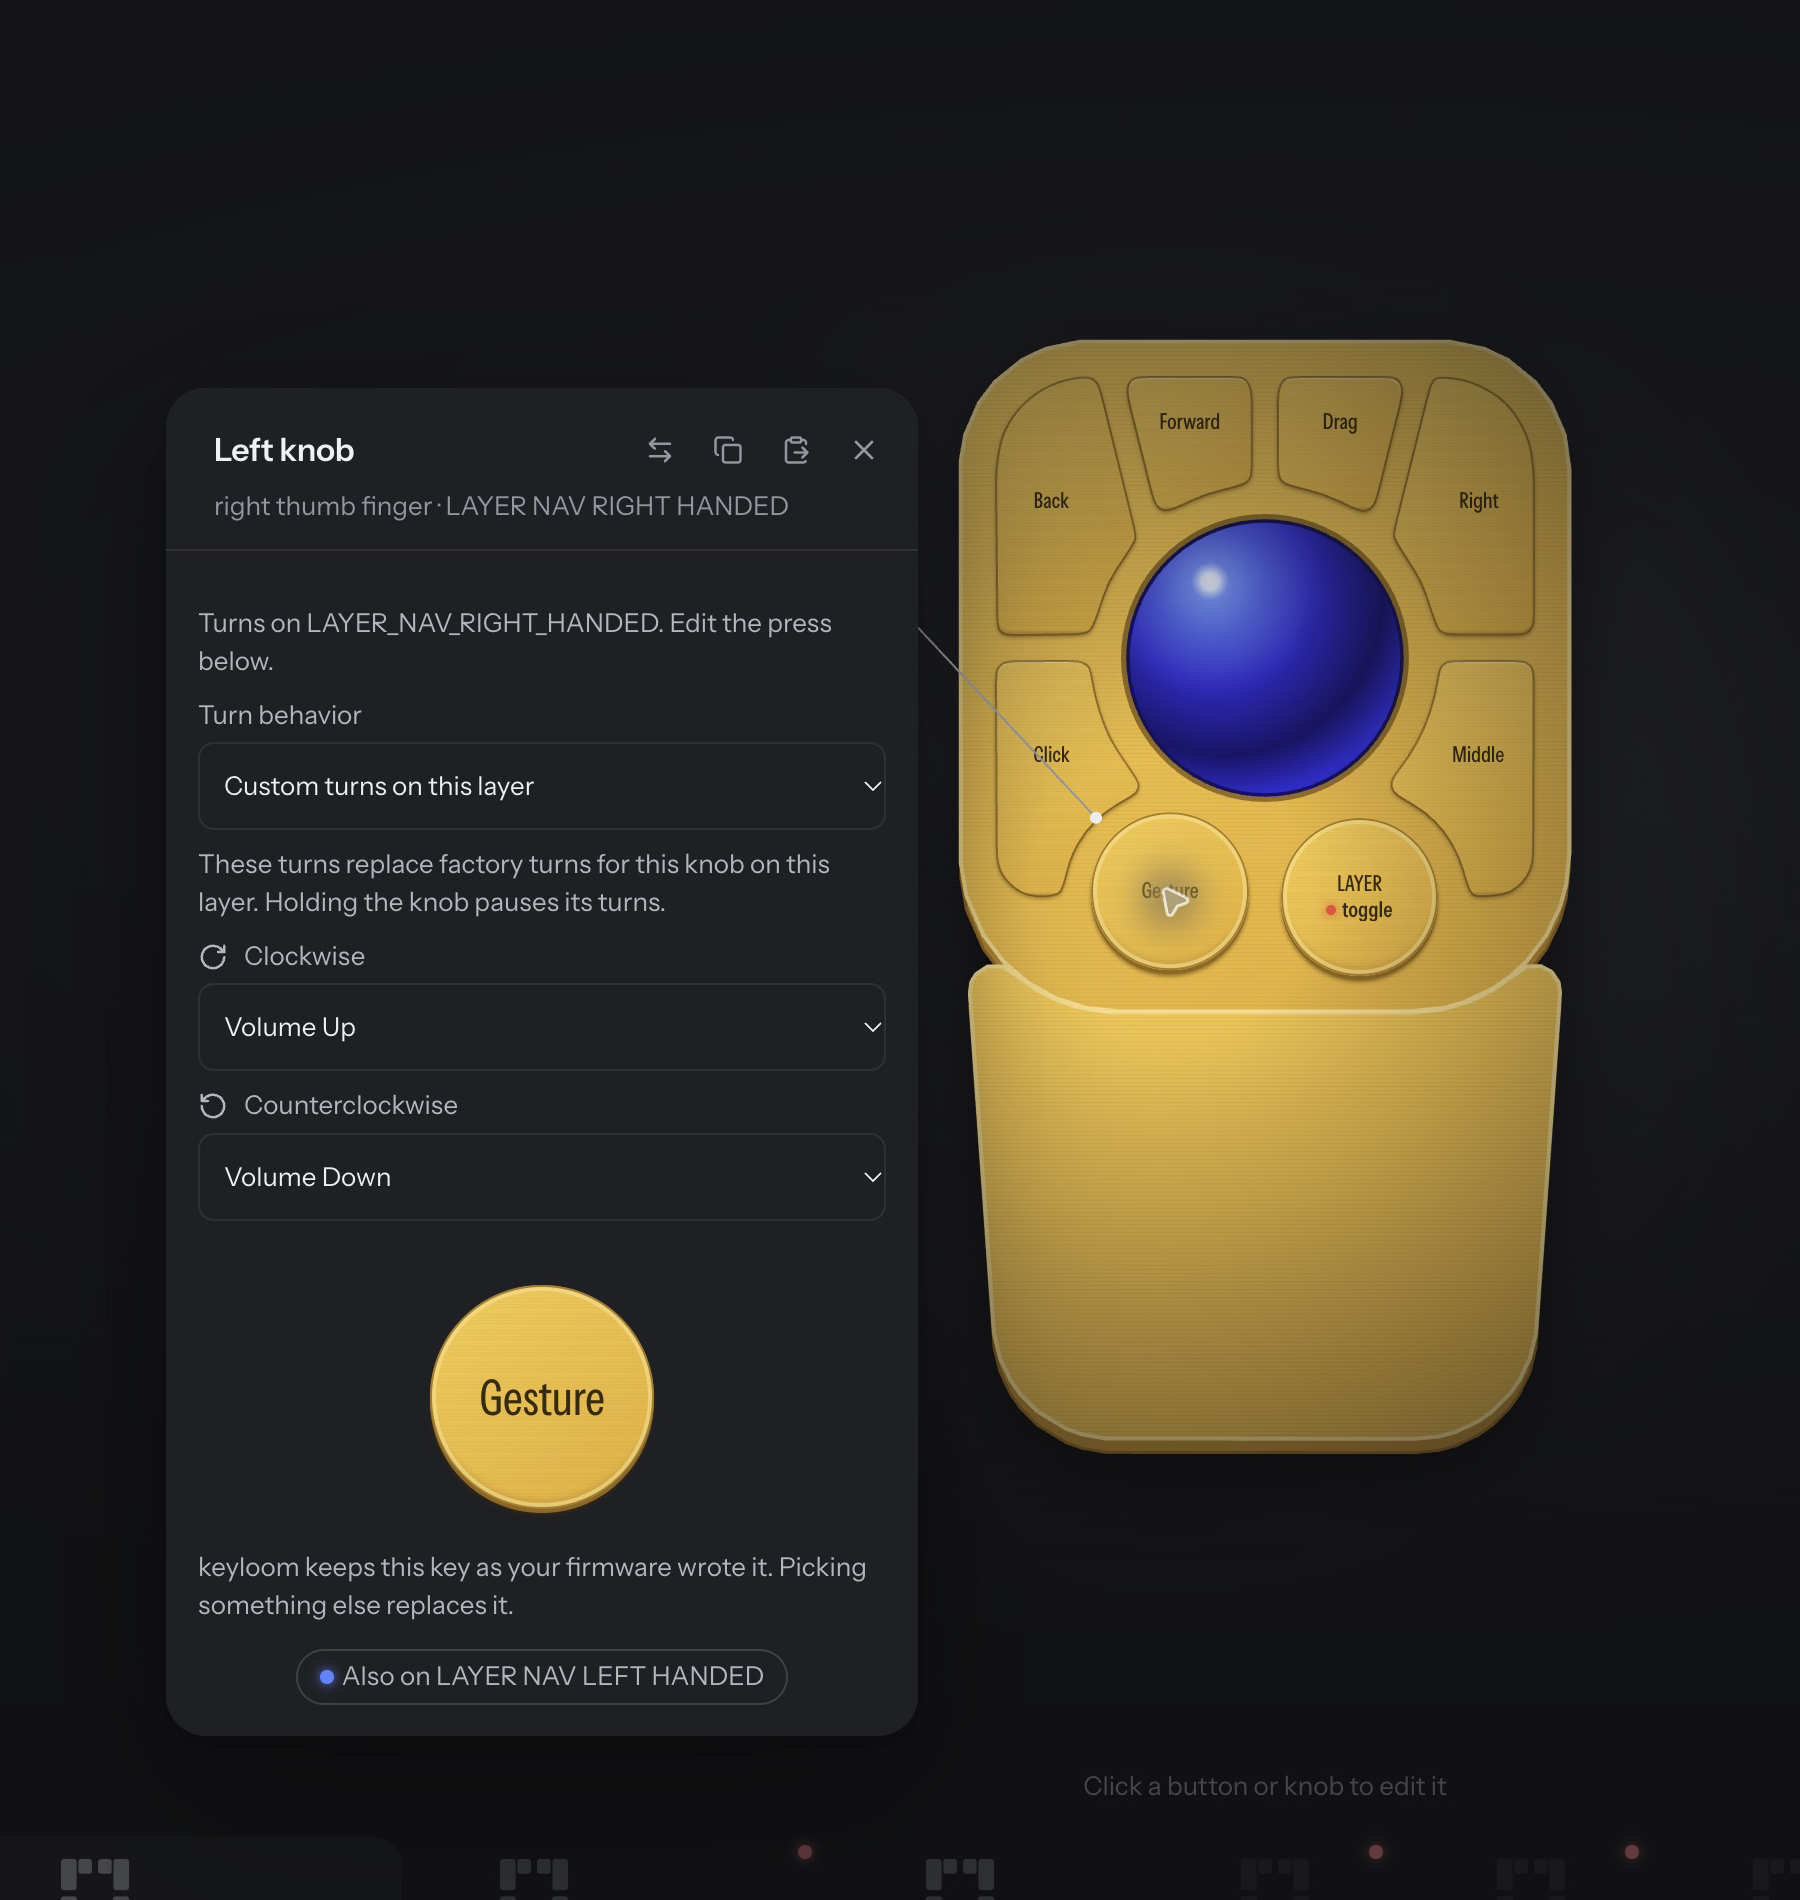 Left knob
right thumb finger · LAYER NAV RIGHT HANDED
Turns on LAYER_NAV_RIGHT_HANDED. Edit the press
below.
Turn behavior
Custom turns on this layer
These turns replace factory turns for this knob on this
layer. Holding the knob pauses its turns.
Clockwise
Volume Up
Counterclockwise
Volume Down
Gesture
keyloom keeps this key as your firmware wrote it. Picking
something else replaces it.
Also on LAYER NAV LEFT HANDED
Forward
Drag
Back
Right
Click
Middle
Gesture
LAYER
toggle
Click a button or knob to edit it